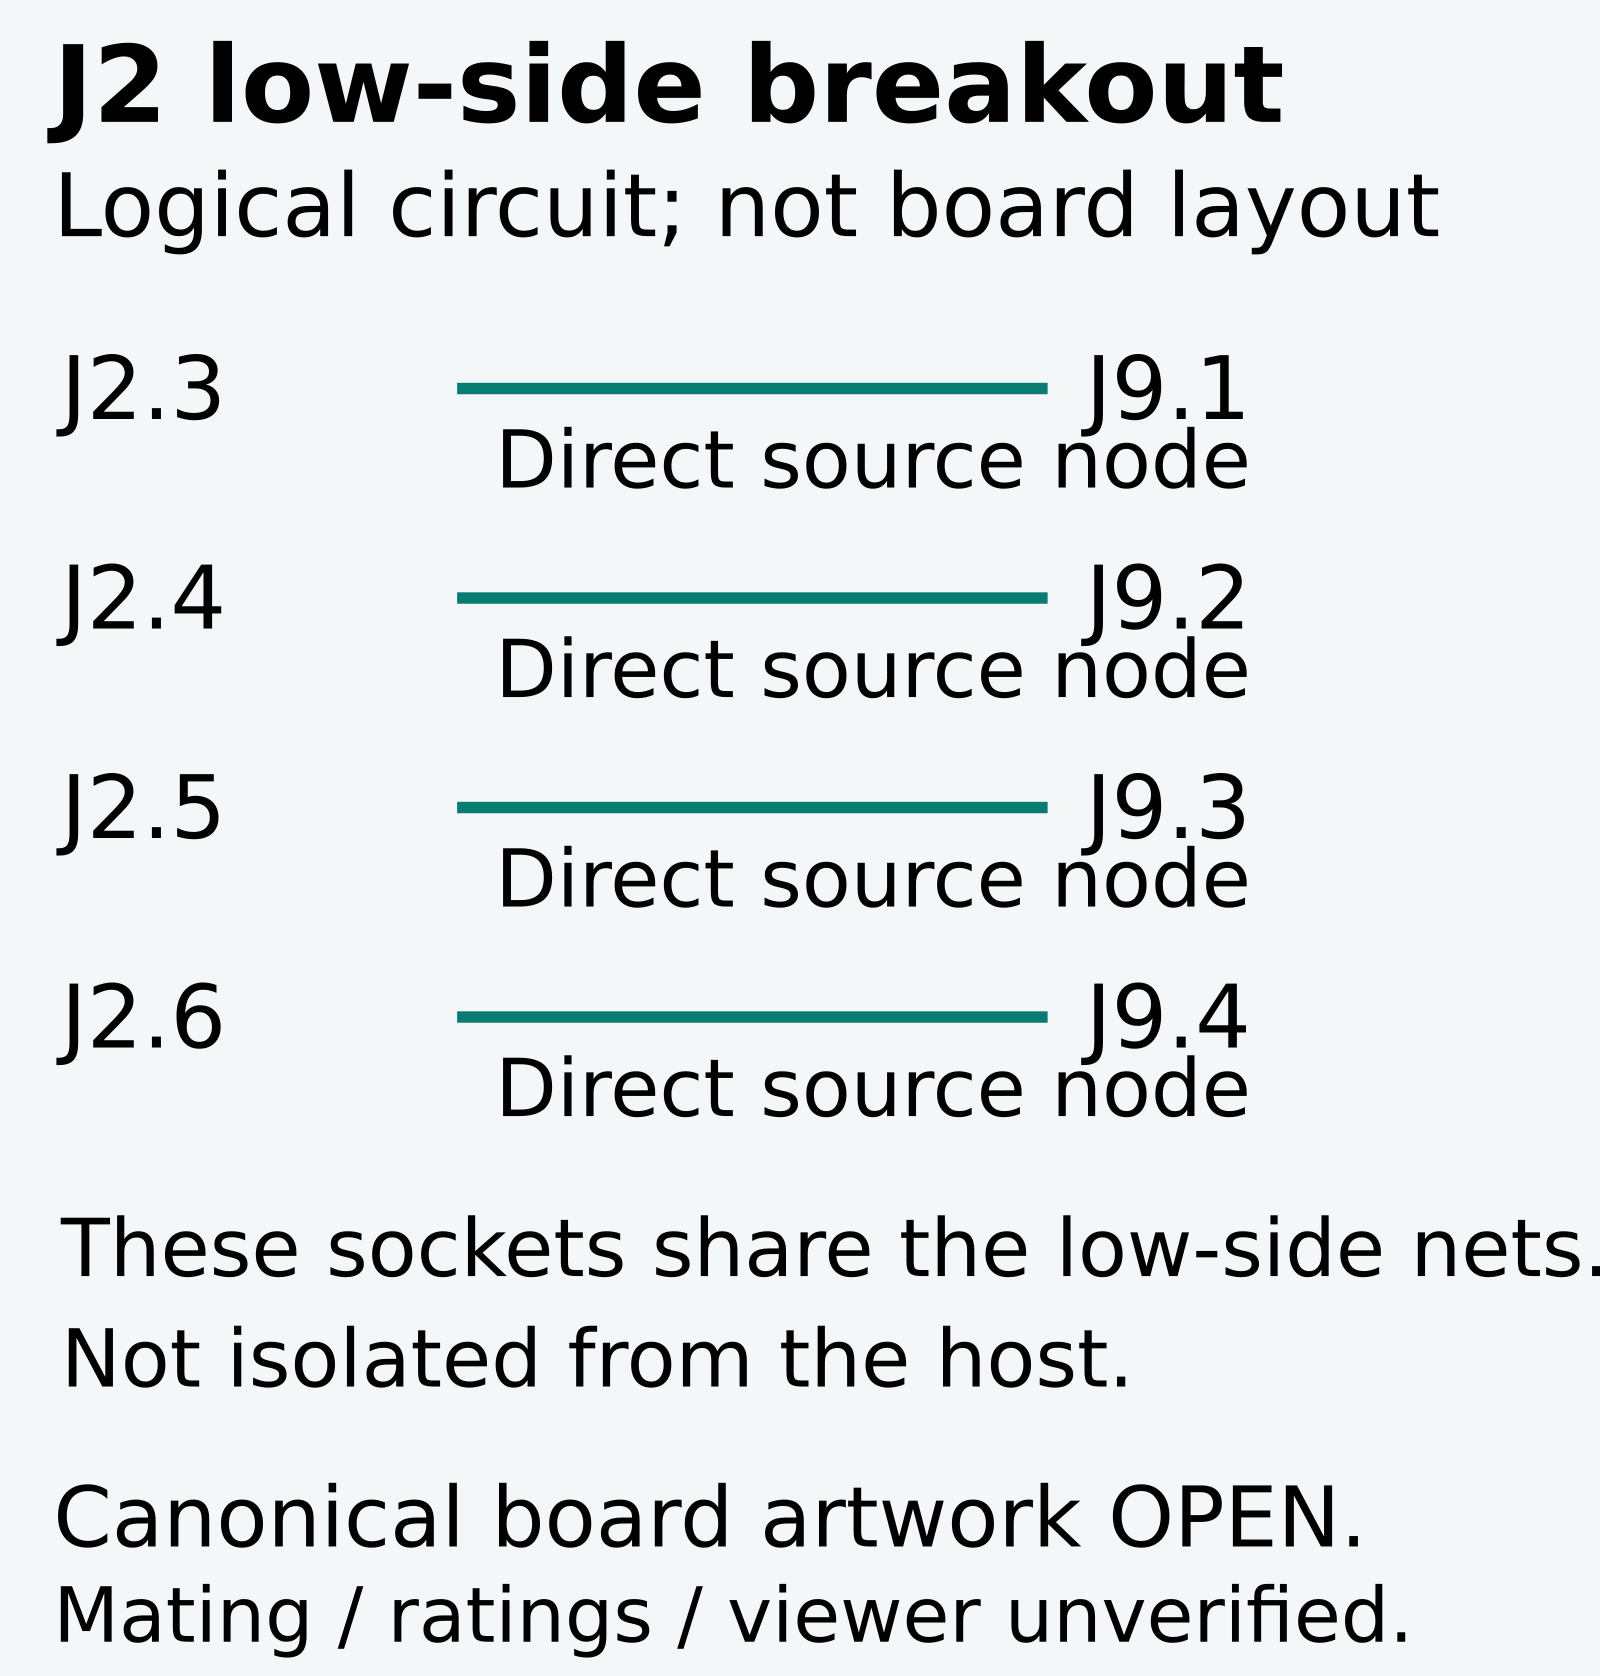 J2 low-side breakout
Logical circuit; not board layout
J2.3 J9.1
Direct source node
J2.4 J9.2
Direct source node
J2.5 J9.3
Direct source node
J2.6 J9.4
Direct source node
These sockets share the low-side nets.
Not isolated from the host.
Canonical board artwork OPEN.
Mating / ratings / viewer unverified.